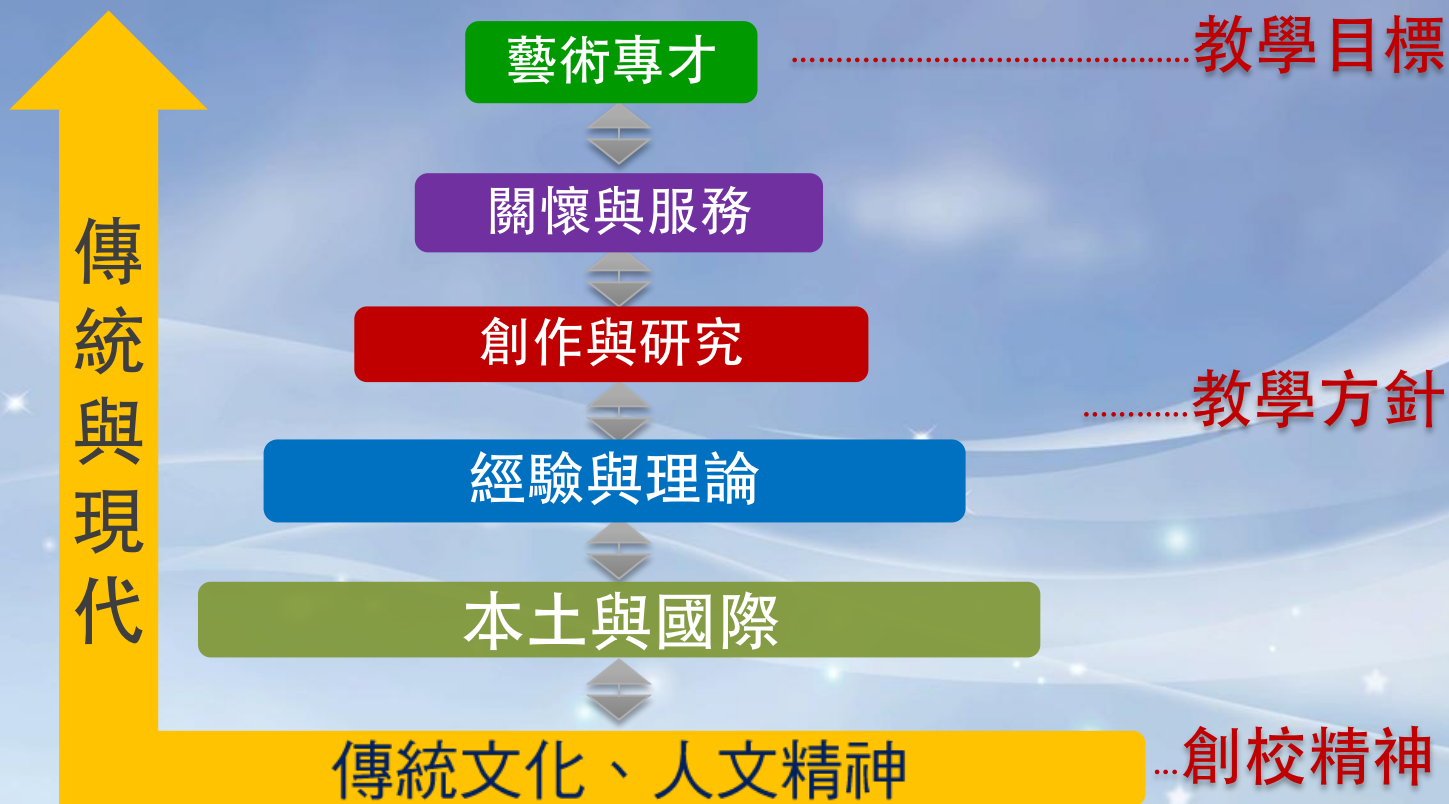 藝術專才
教學目標
關懷與服務
創作與研究
教學方針
經驗與理論
本土與國際
傳統文化、人文精神
創校精神
傳統與現代